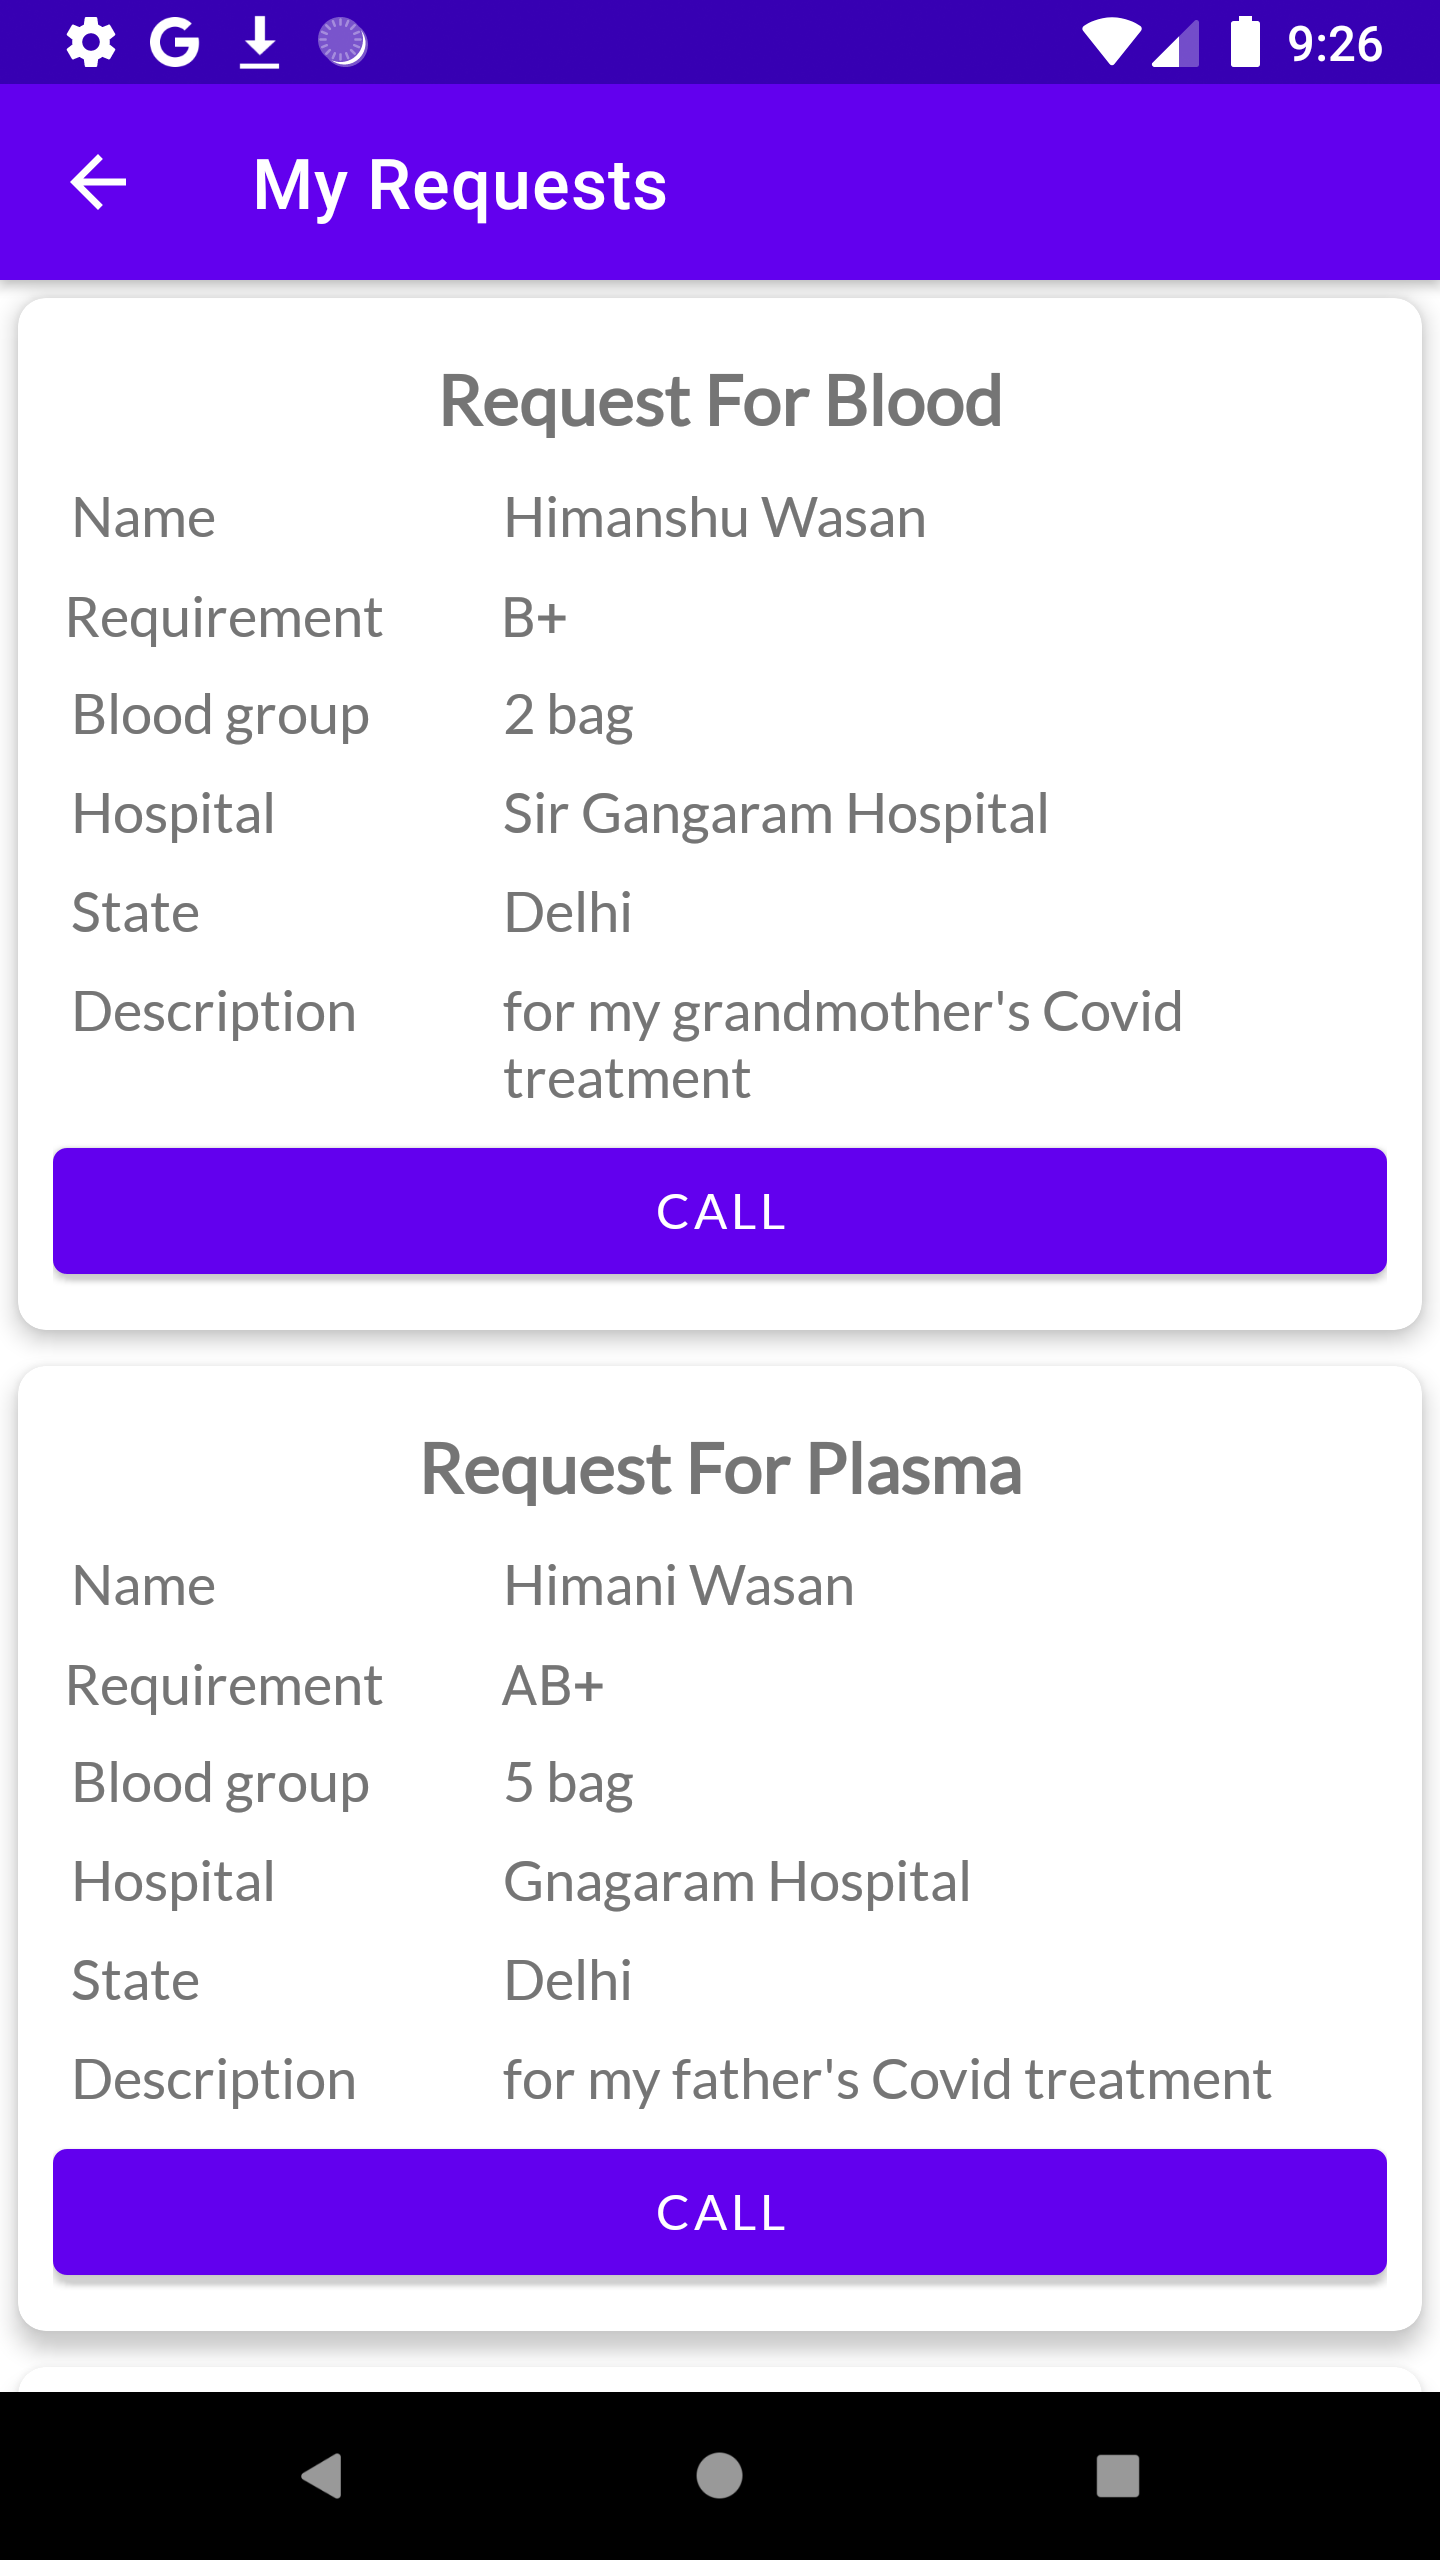 9:26
My Requests
Request For Blood
Name Himanshu Wasan
Requirement B+
Blood group 2 bag
Hospital Sir Gangaram Hospital
State Delhi
Description for my grandmother's Covid
treatment
CALL
Request For Plasma
Name Himani Wasan
Requirement AB+
Blood group 5 bag
Hospital Gnagaram Hospital
State Delhi
Description for my father's Covid treatment
CALL